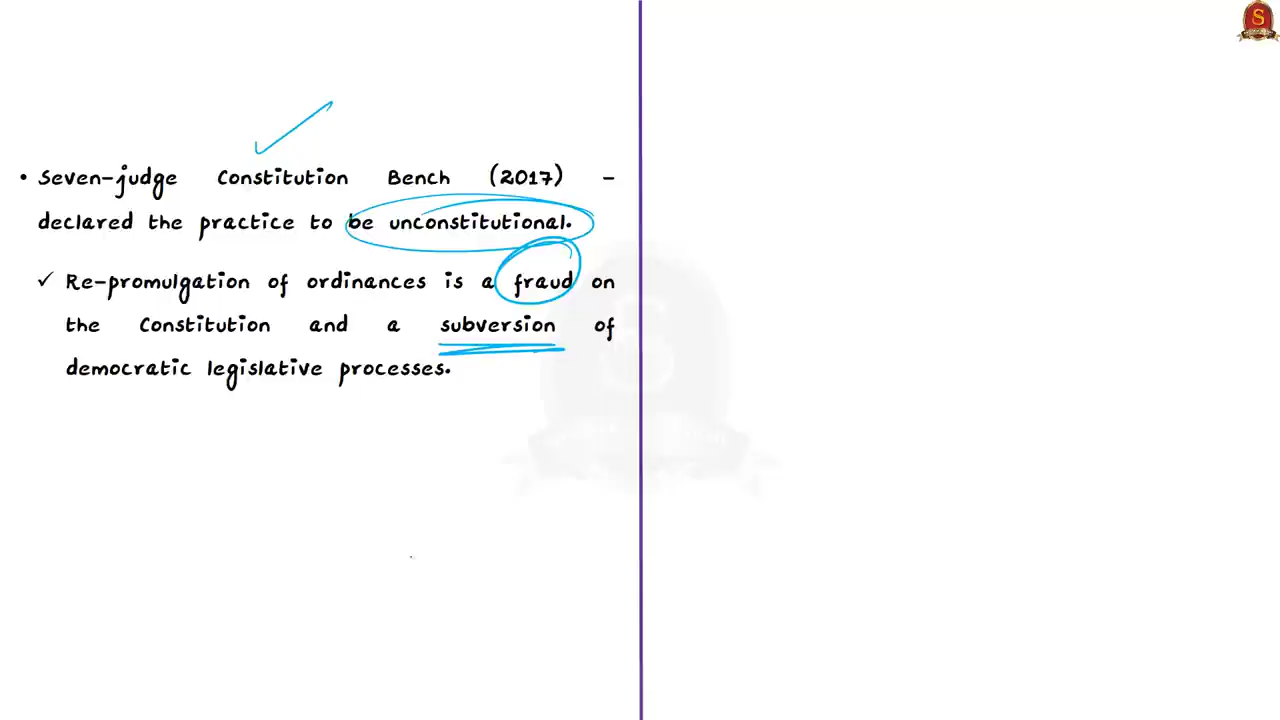 • Seven-judge Constitution Bench (2017) -
declared the practice to be unconstitutional.
✓ Re-promulgation of ordinances is a fraud on
the Constitution and a subversion of
democratic legislative processes.
S